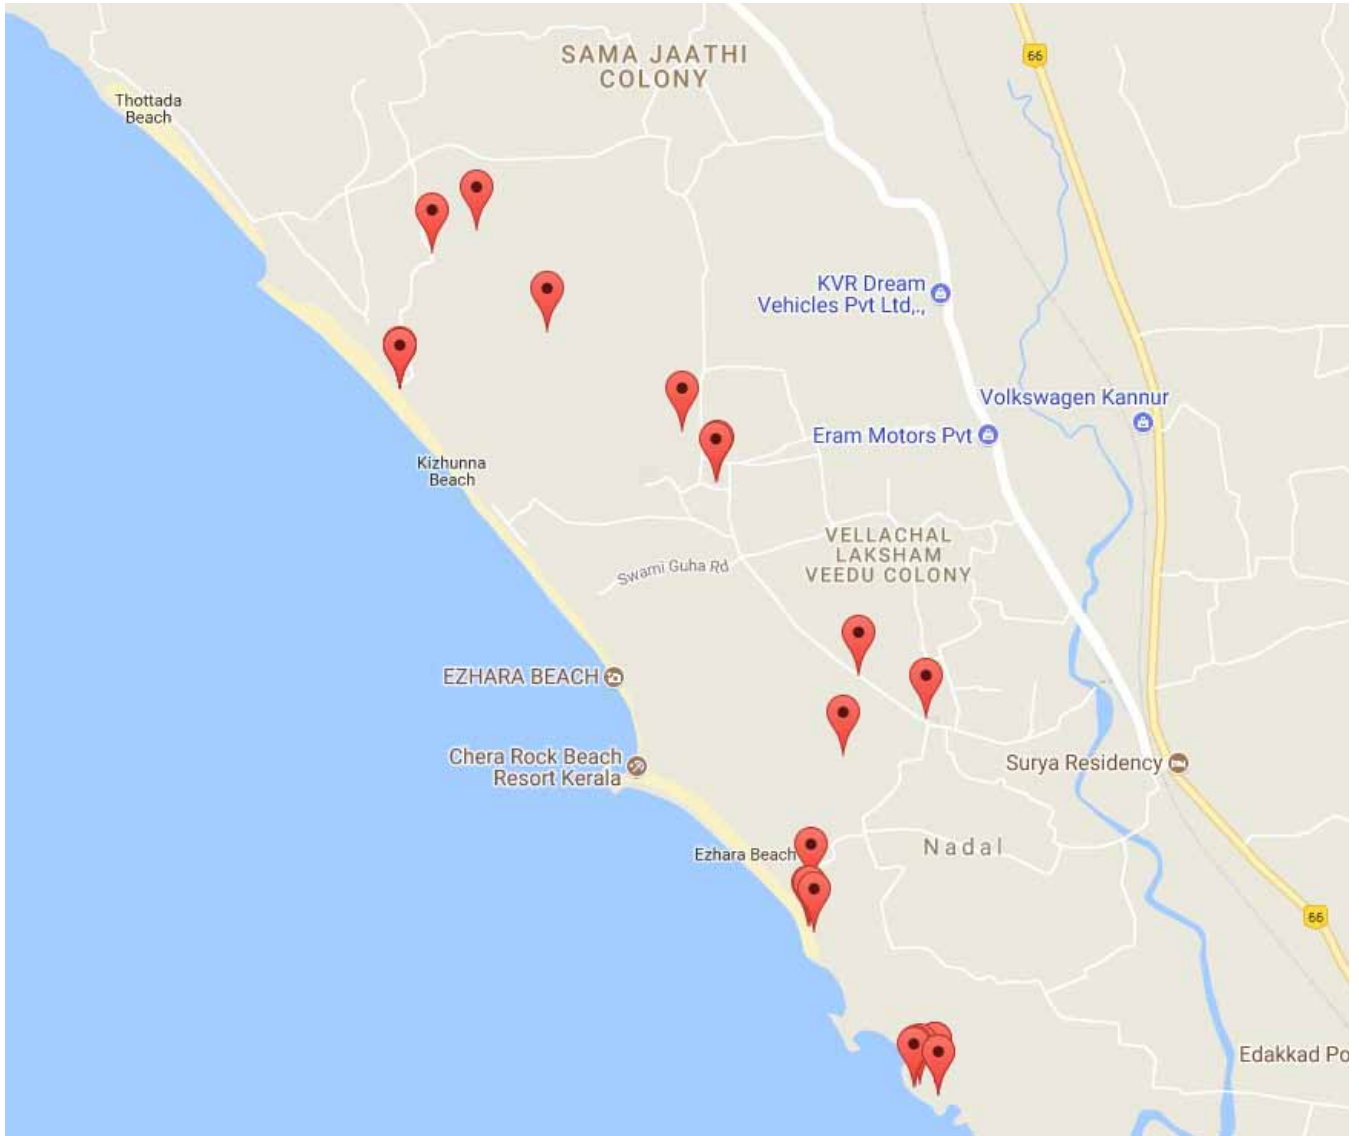 SAMA JAATHI
COLONY
66
Thottada
Beach
KVR Dream
Vehicles Pvt Ltd,.,
Volkswagen Kannur
Eram Motors Pvt
Kizhunna
Beach
VELLACHAL
LAKSHAM
VEEDU COLONY
Swami Guha Rd
EZHARA BEACH
Chera Rock Beach
Resort Kerala
Surya Residency
Nadal
Ezhara Beach
66
Edakkad Po